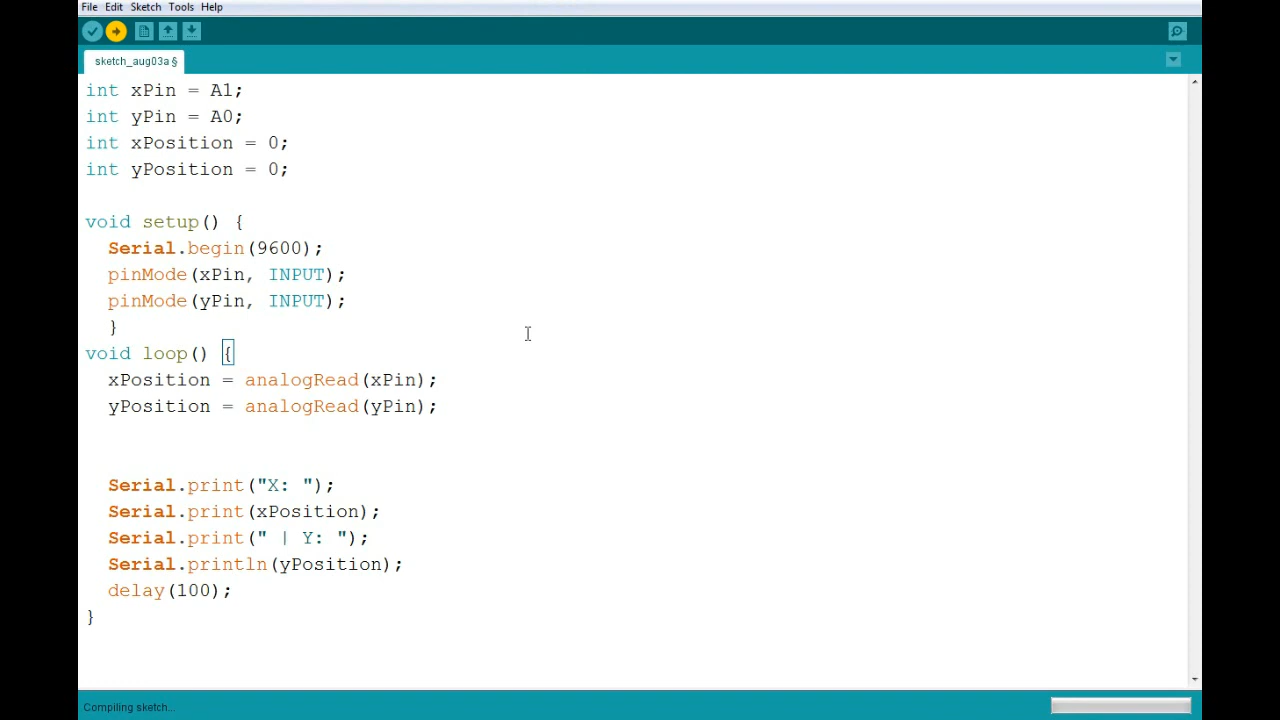 File Edit Sketch Tools Help
sketch_aug03a §
int xPin = A1;
int yPin = A0;
int xPosition = 0;
int yPosition = 0;
void setup() {
Serial.begin(9600);
pinMode(xPin, INPUT);
pinMode(yPin, INPUT);
}
void loop() {
xPosition = analogRead(xPin);
yPosition = analogRead(yPin);
Serial.print("X: ");
Serial.print(xPosition);
Serial.print(" | Y: ");
Serial.println(yPosition);
delay(100);
}
Compiling sketch...